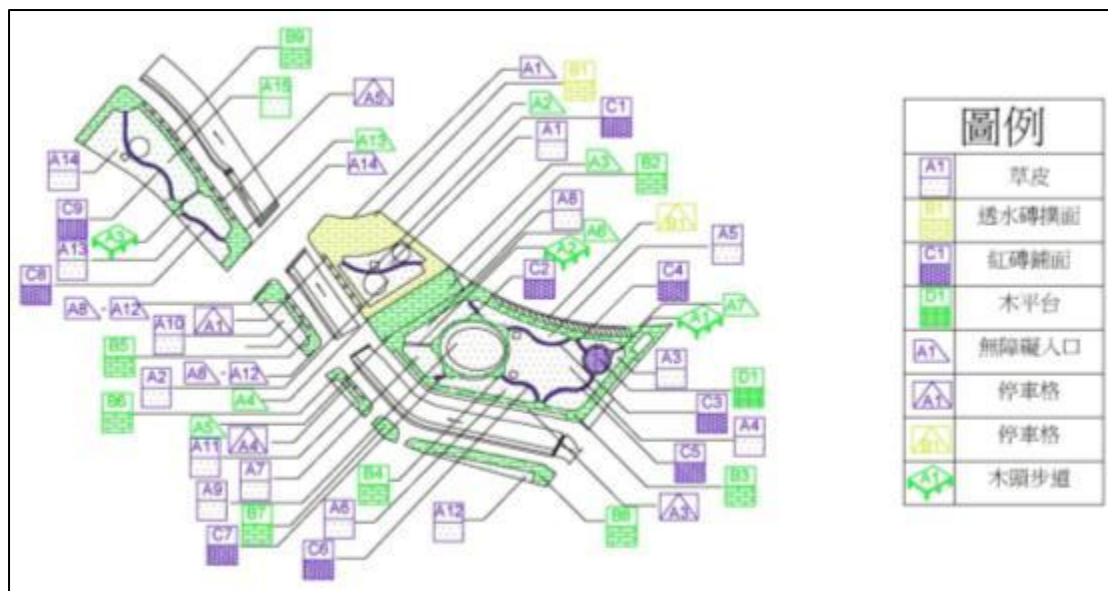 B9
A15
A5
A1
B1
C1
A2
A1
A13
A14
A14
A3
B2
A6
A6
A2
A5
C9
A3
A13
C2
C4
C8
A7
A1
A8 - A12
A10
A1
A3
B5
D1
A2
A8 - A12
C3
B6
A4
A4
A5
A4
C5
A11
A7
B4
B3
A9
A6
A12
A3
B7
B8
C7
C6
圖例
A1 草皮
B1 透水磚撲面
C1 紅磚鋪面
D1 木平台
A1 無障礙入口
A1 停車格
停車格
A1 木頭步道